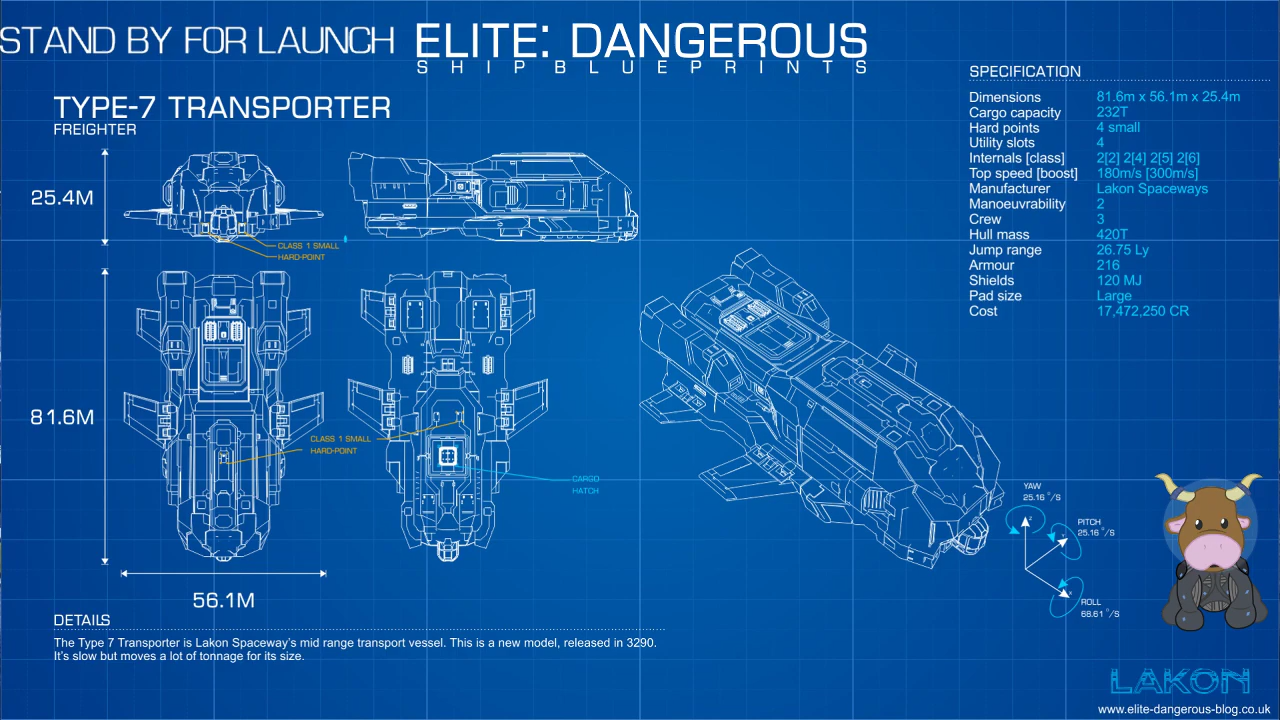 STAND BY FOR LAUNCH
ELITE: DANGEROUS
SHIPBLUEPRINTS
TYPE-7 TRANSPORTER
FREIGHTER
25.4M
CLASS 1 SMALL
HARD-POINT
81.6M
CLASS 1 SMALL
HARD-POINT
CARGO
HATCH
56.1M
SPECIFICATION
Dimensions 81.6m x 56.1m x 25.4m
Cargo capacity 232T
Hard points 4 small
Utility slots 4
Internals [class] 2[2] 2[4] 2[5] 2[6]
Top speed [boost] 180m/s [300m/s]
Manufacturer Lakon Spaceways
Manoeuvrability 2
Crew 3
Hull mass 420T
Jump range 26.75 Ly
Armour 216
Shields 120 MJ
Pad size Large
Cost 17,472,250 CR
YAW
25.16 °/S
PITCH
25.16 °/S
ROLL
68.61 °/S
DETAILS
The Type 7 Transporter is Lakon Spaceway's mid range transport vessel. This is a new model, released in 3290.
It's slow but moves a lot of tonnage for its size.
LAKON
www.elite-dangerous-blog.co.uk